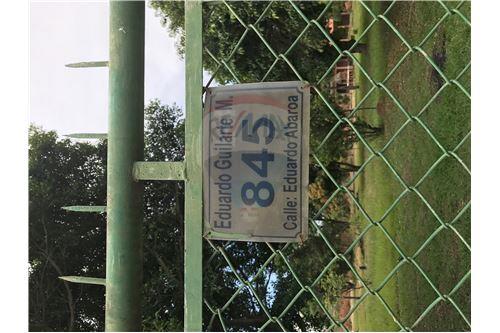 Eduardo Guilarte M.
845
Calle: Eduardo Abaroa